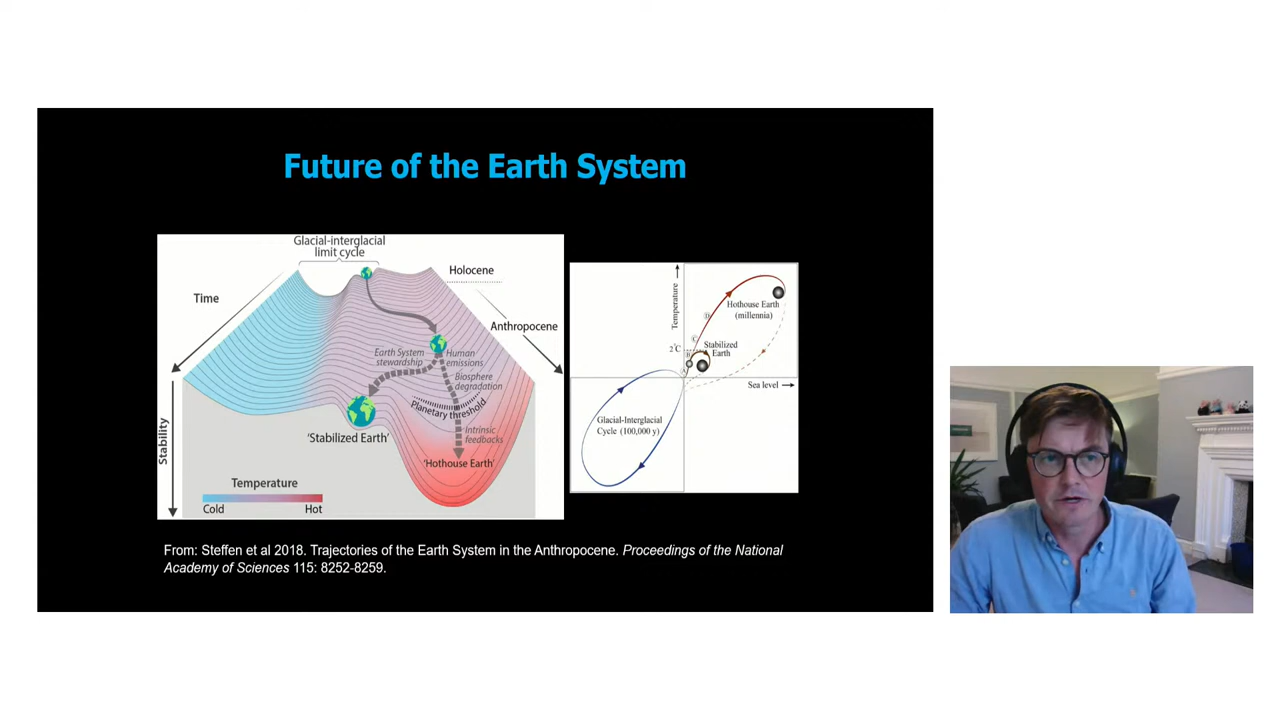 Future of the Earth System
Glacial-interglacial
limit cycle
Holocene
Time
Anthropocene
Earth System
stewardship
Human
emissions
Biosphere
degradation
Planetary threshold
Stability
'Stabilized Earth'
Intrinsic
feedbacks
'Hothouse Earth'
Temperature
Cold
Hot
Temperature
Hothouse Earth
(millennia)
D
C
2°C
Stabilized
Earth
B
A
Sea level
Glacial-Interglacial
Cycle (100,000 y)
From: Steffen et al 2018. Trajectories of the Earth System in the Anthropocene. Proceedings of the National
Academy of Sciences 115: 8252-8259.